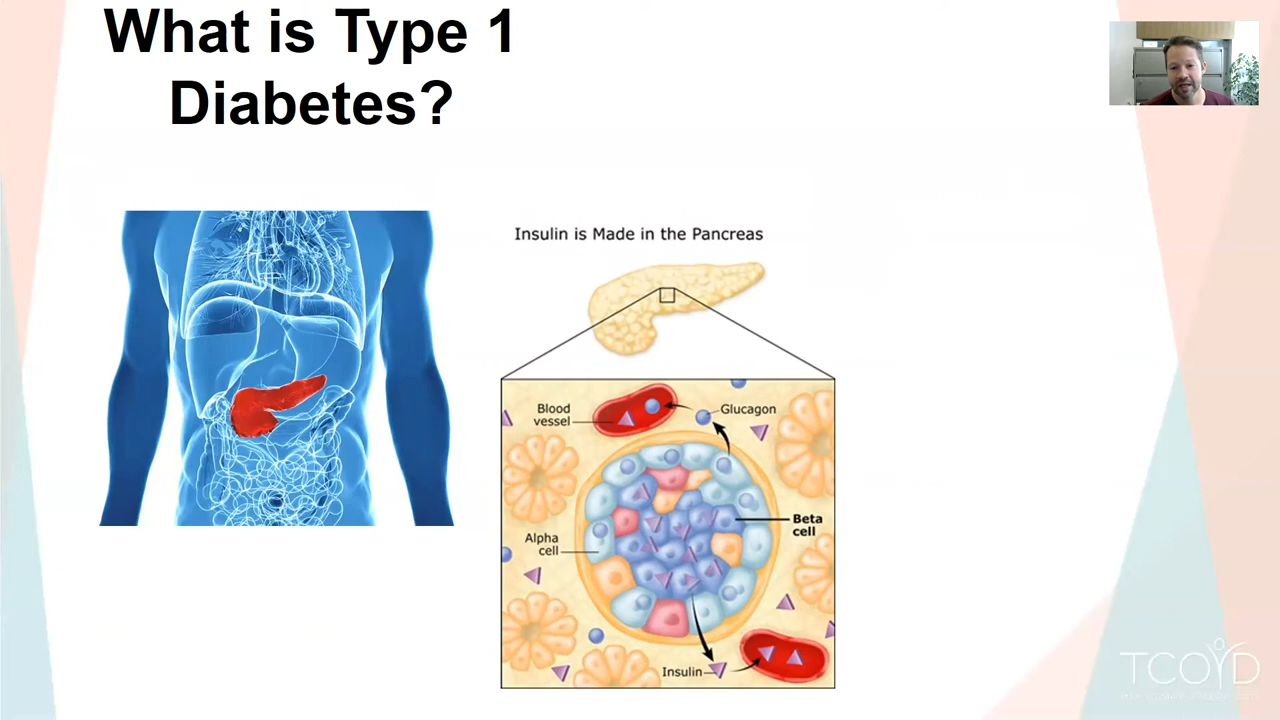 What is Type 1
Diabetes?
Insulin is Made in the Pancreas
Blood
vessel
Glucagon
Beta
cell
Alpha
cell
Insulin
TCOYD